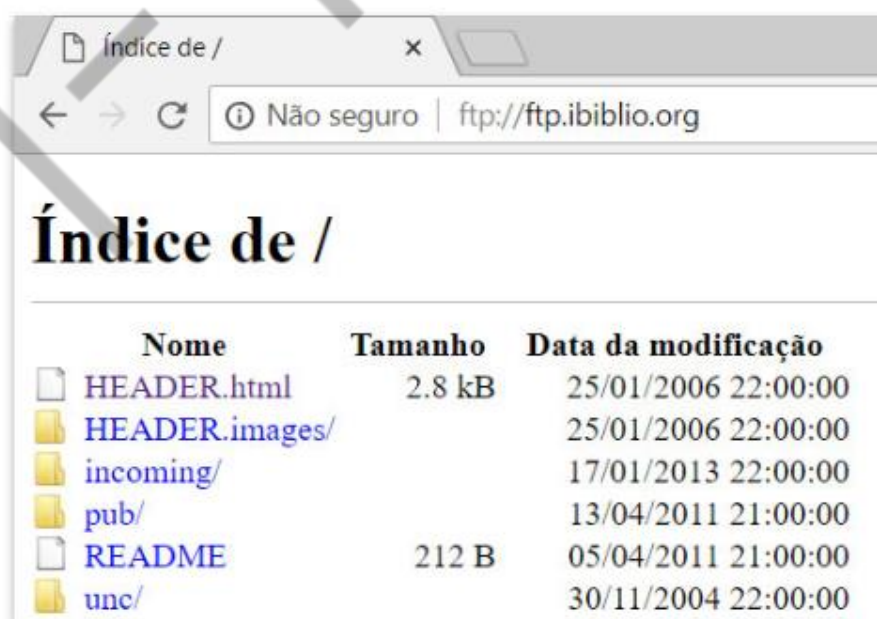 Índice de /
Não seguro | ftp://ftp.ibiblio.org
Índice de /
Nome Tamanho Data da modificação
HEADER.html 2.8 kB 25/01/2006 22:00:00
HEADER.images/ 25/01/2006 22:00:00
incoming/ 17/01/2013 22:00:00
pub/ 13/04/2011 21:00:00
README 212 B 05/04/2011 21:00:00
unc/ 30/11/2004 22:00:00